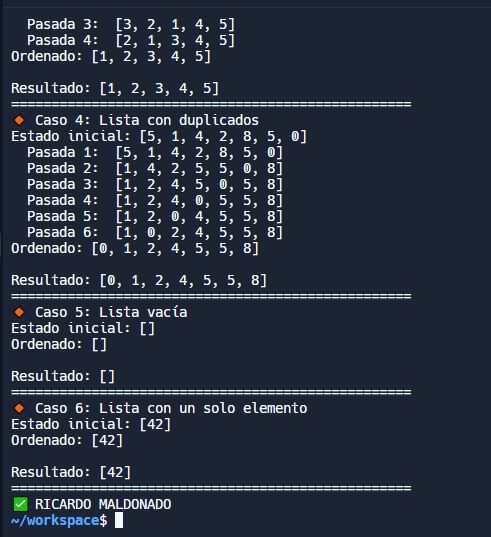 Pasada 3:  [3, 2, 1, 4, 5]
  Pasada 4:  [2, 1, 3, 4, 5]
Ordenado: [1, 2, 3, 4, 5]

Resultado: [1, 2, 3, 4, 5]
==================================================
🔸 Caso 4: Lista con duplicados
Estado inicial: [5, 1, 4, 2, 8, 5, 0]
  Pasada 1:  [5, 1, 4, 2, 8, 5, 0]
  Pasada 2:  [1, 4, 2, 5, 5, 0, 8]
  Pasada 3:  [1, 2, 4, 5, 0, 5, 8]
  Pasada 4:  [1, 2, 4, 0, 5, 5, 8]
  Pasada 5:  [1, 2, 0, 4, 5, 5, 8]
  Pasada 6:  [1, 0, 2, 4, 5, 5, 8]
Ordenado: [0, 1, 2, 4, 5, 5, 8]

Resultado: [0, 1, 2, 4, 5, 5, 8]
==================================================
🔸 Caso 5: Lista vacía
Estado inicial: []
Ordenado: []

Resultado: []
==================================================
🔸 Caso 6: Lista con un solo elemento
Estado inicial: [42]
Ordenado: [42]

Resultado: [42]
==================================================
✅ RICARDO MALDONADO
~/workspace$